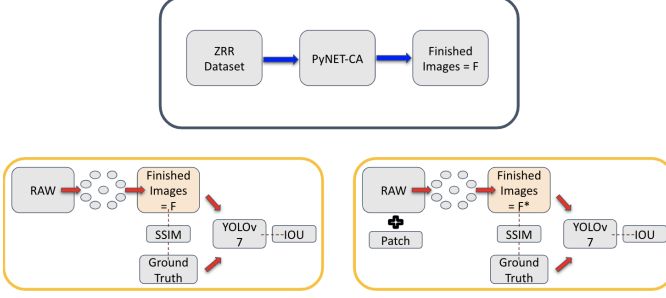 ZRR
Dataset
PyNET-CA
Finished
Images = F
RAW
Finished
Images
= F
SSIM
Ground
Truth
YOLOv
7
IOU
RAW
Patch
Finished
Images
= F*
SSIM
Ground
Truth
YOLOv
7
IOU